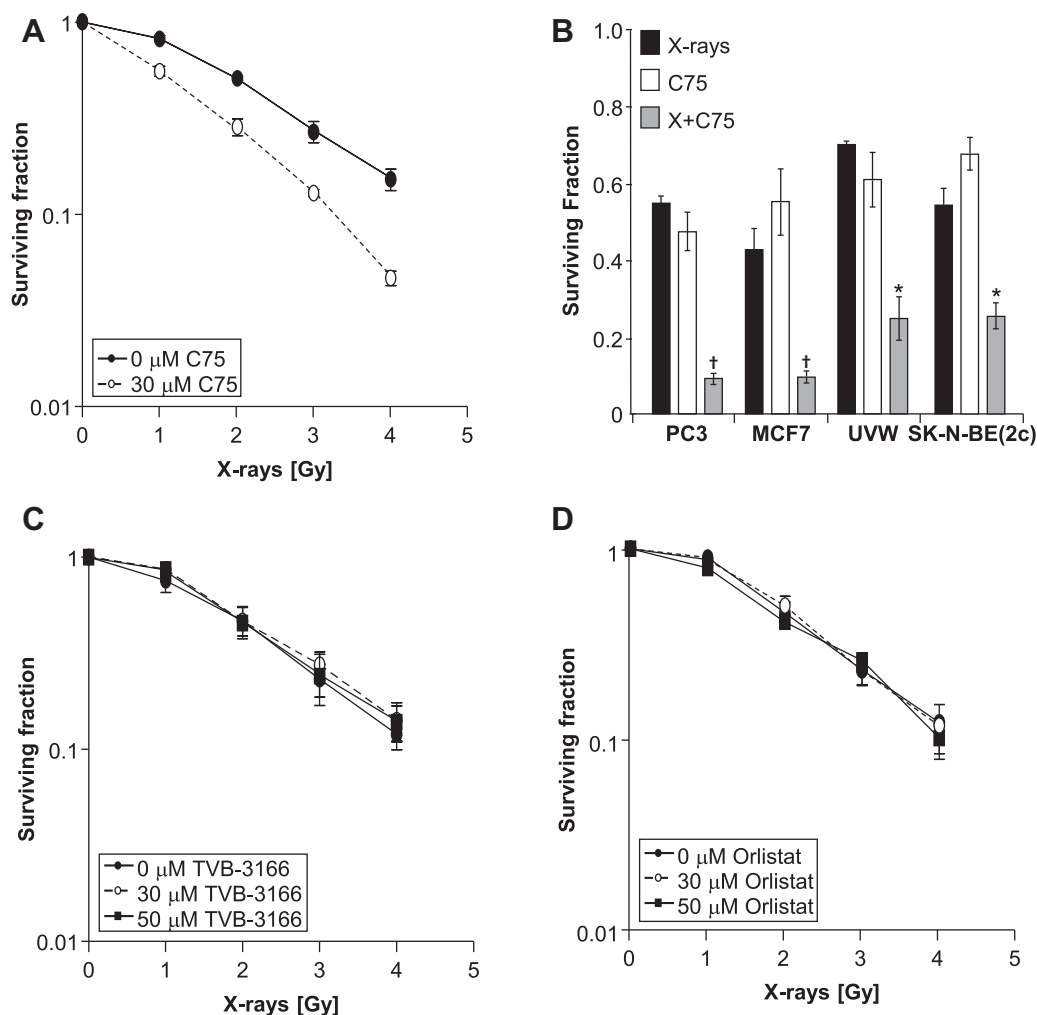 A
1
0.1
0.01
Surviving fraction
0 μM C75
30 μM C75
0 1 2 3 4 5
X-rays [Gy]
B
1.0
0.8
0.6
0.4
0.2
0
Surviving Fraction
X-rays
C75
X+C75
†
†
*
*
PC3 MCF7 UVW SK-N-BE(2c)
C
1
0.1
0.01
Surviving fraction
0 μM TVB-3166
30 μM TVB-3166
50 μM TVB-3166
0 1 2 3 4 5
X-rays [Gy]
D
1
0.1
0.01
Surviving fraction
0 μM Orlistat
30 μM Orlistat
50 μM Orlistat
0 1 2 3 4 5
X-rays [Gy]